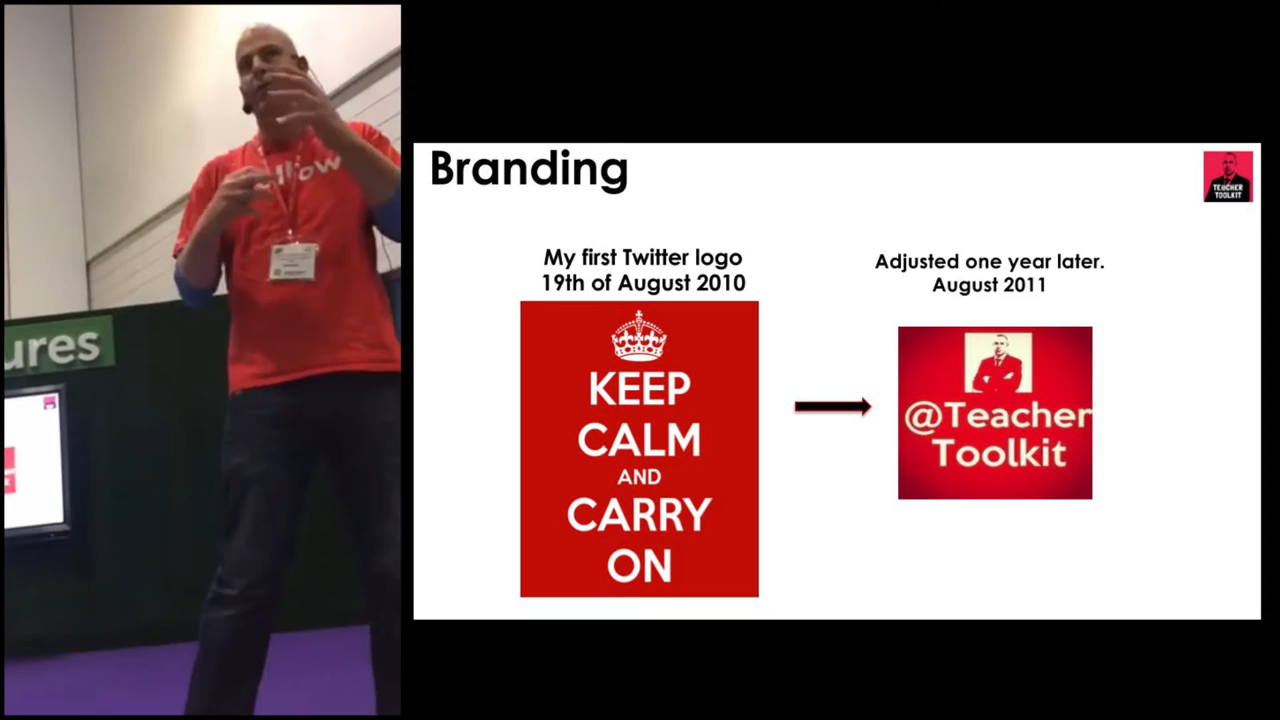 Branding
TEACHER
TOOLKIT
My first Twitter logo
19th of August 2010
Adjusted one year later.
August 2011
KEEP
CALM
AND
CARRY
ON
@Teacher
Toolkit
ures